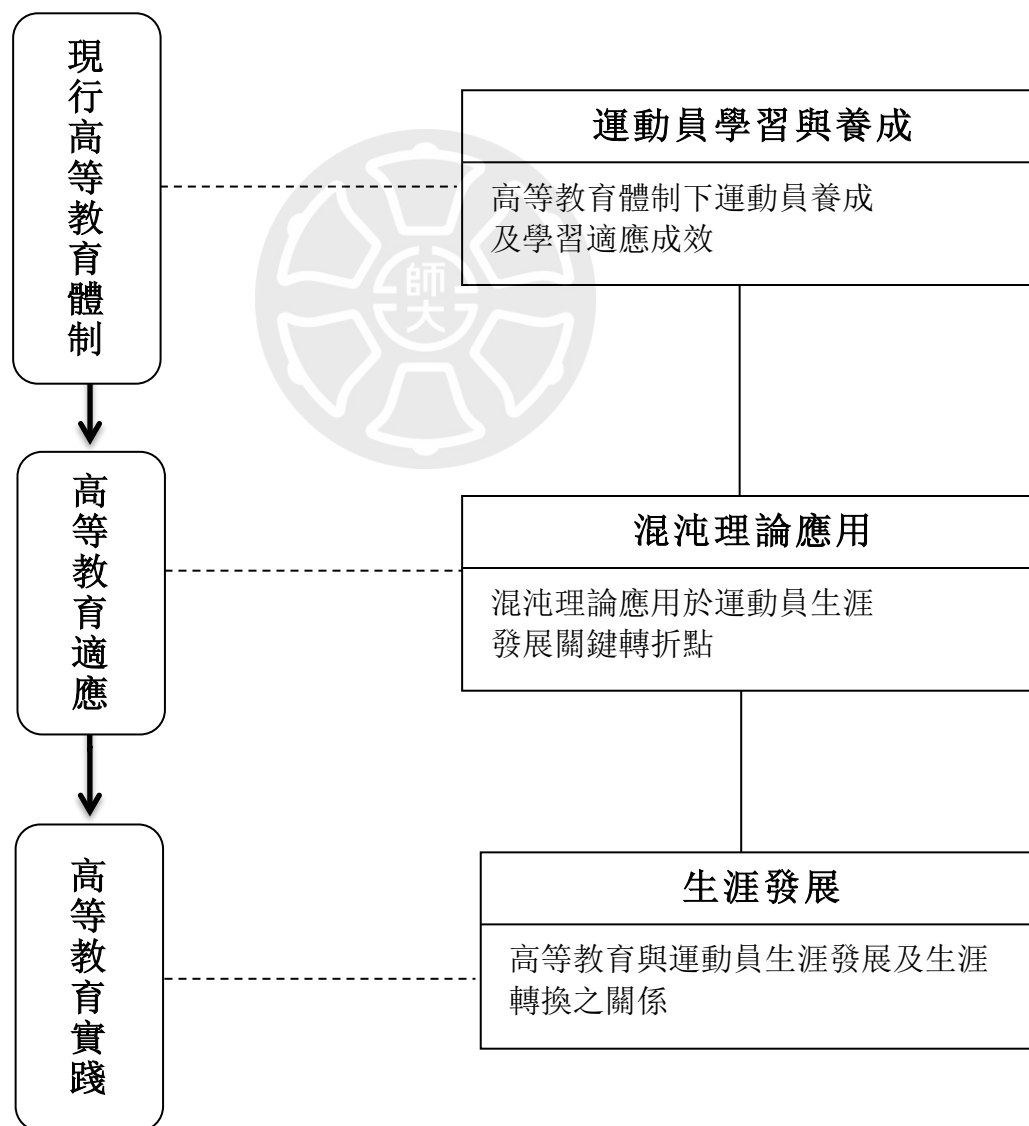 現行高等教育體制
運動員學習與養成
高等教育體制下運動員養成
及學習適應成效
師大
高等教育適應
混沌理論應用
混沌理論應用於運動員生涯
發展關鍵轉折點
高等教育實踐
生涯發展
高等教育與運動員生涯發展及生涯
轉換之關係